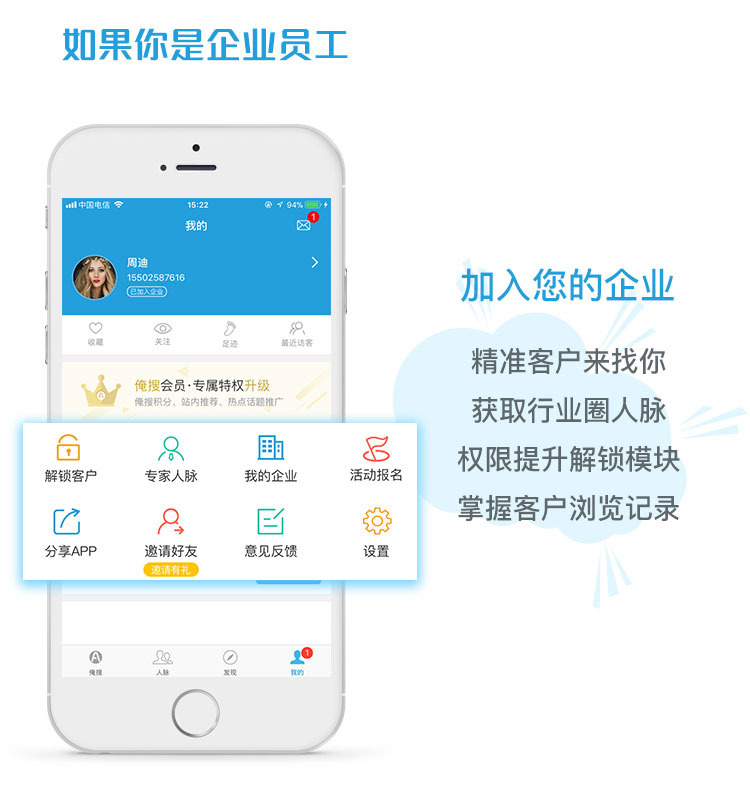 如果你是企业员工
中国电信 15:22 94%
我的
1
周迪
15502587616
已加入企业
收藏 关注 足迹 最近访客
俺搜会员·专属特权升级
俺搜积分、站内推荐、热点话题推广
解锁客户 专家人脉 我的企业 活动报名
分享APP 邀请好友 意见反馈 设置
邀请有礼
1
俺搜 人脉 发现 我的
加入您的企业
精准客户来找你
获取行业圈人脉
权限提升解锁模块
掌握客户浏览记录